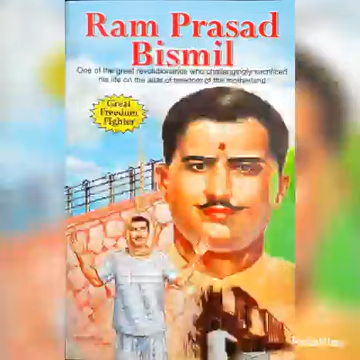 Ram Prasad
Bismil
One of the great revolutionaries who challengingly sacrificed
his life on the altar of freedom of the motherland
Great
Freedom
Fighter